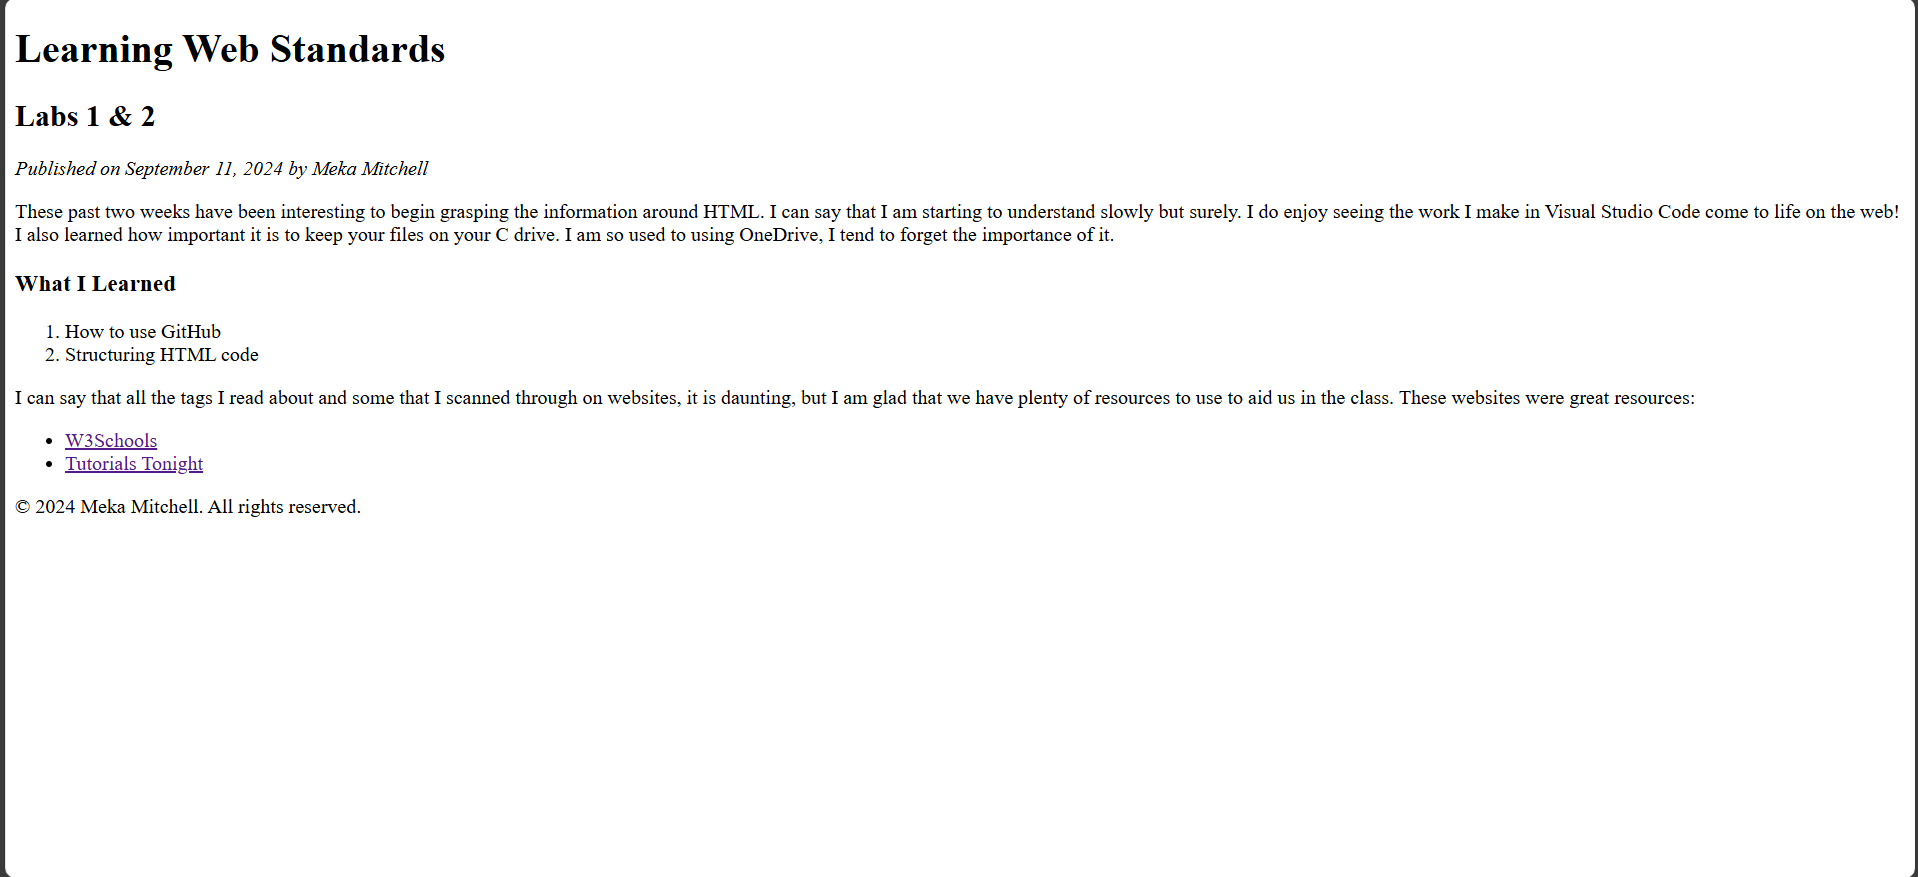 Learning Web Standards
Labs 1 & 2
Published on September 11, 2024 by Meka Mitchell
These past two weeks have been interesting to begin grasping the information around HTML. I can say that I am starting to understand slowly but surely. I do enjoy seeing the work I make in Visual Studio Code come to life on the web!
I also learned how important it is to keep your files on your C drive. I am so used to using OneDrive, I tend to forget the importance of it.
What I Learned
1. How to use GitHub
2. Structuring HTML code
I can say that all the tags I read about and some that I scanned through on websites, it is daunting, but I am glad that we have plenty of resources to use to aid us in the class. These websites were great resources:
• W3Schools
• Tutorials Tonight
© 2024 Meka Mitchell. All rights reserved.